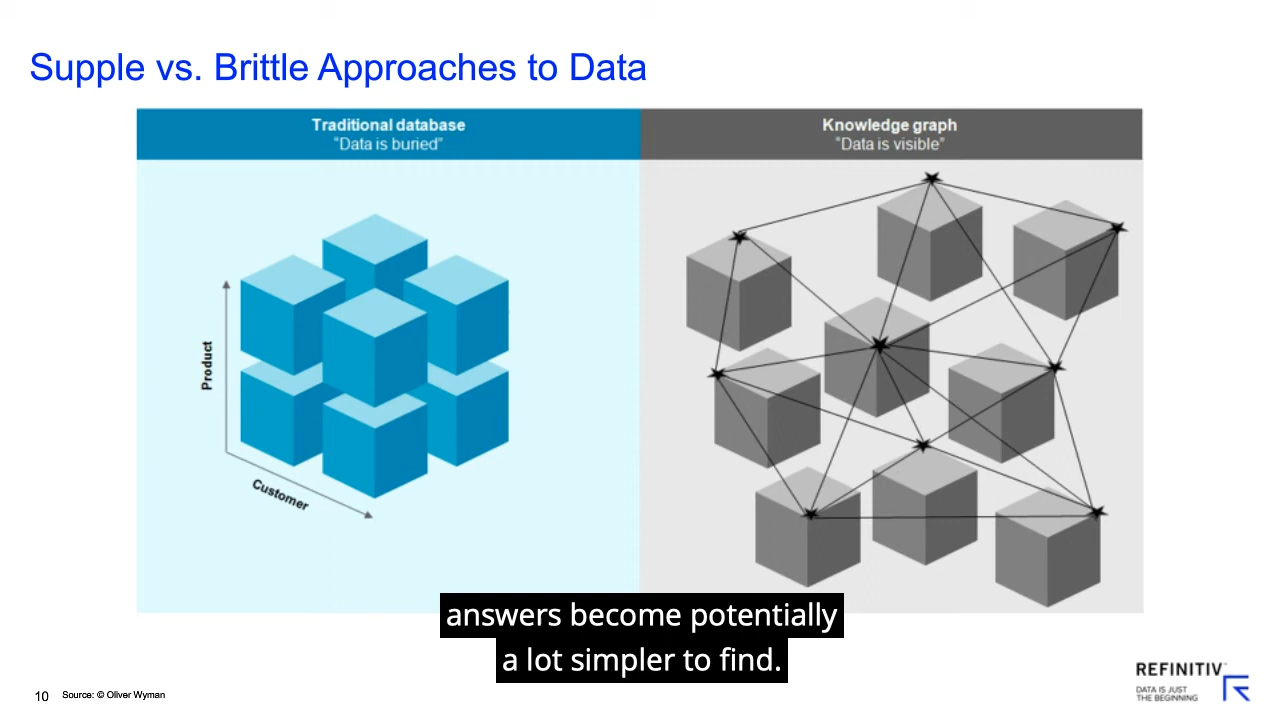 Supple vs. Brittle Approaches to Data
Traditional database
"Data is buried"
Knowledge graph
"Data is visible"
Product
Customer
answers become potentially
a lot simpler to find.
10
Source: © Oliver Wyman
REFINITIV
DATA IS JUST
THE BEGINNING